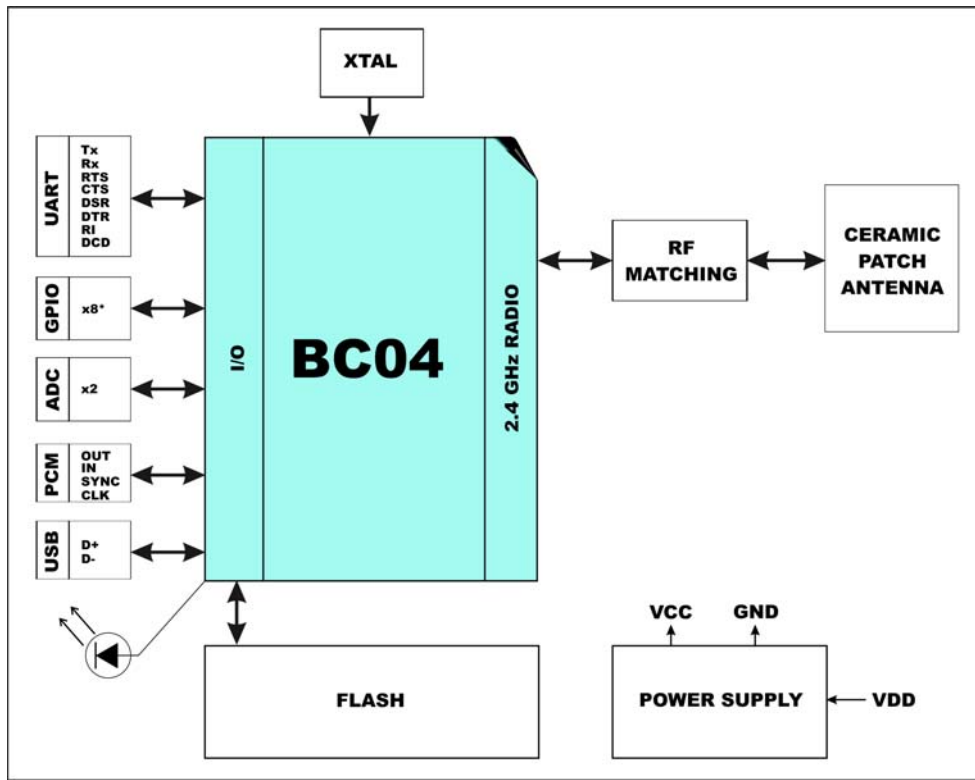 XTAL
UART
Tx
Rx
RTS
CTS
DSR
DTR
RI
DCD
GPIO
x8*
ADC
x2
PCM
OUT
IN
SYNC
CLK
USB
D+
D-
I/O
BC04
2.4 GHz RADIO
RF
MATCHING
CERAMIC
PATCH
ANTENNA
FLASH
VCC
GND
POWER SUPPLY
VDD